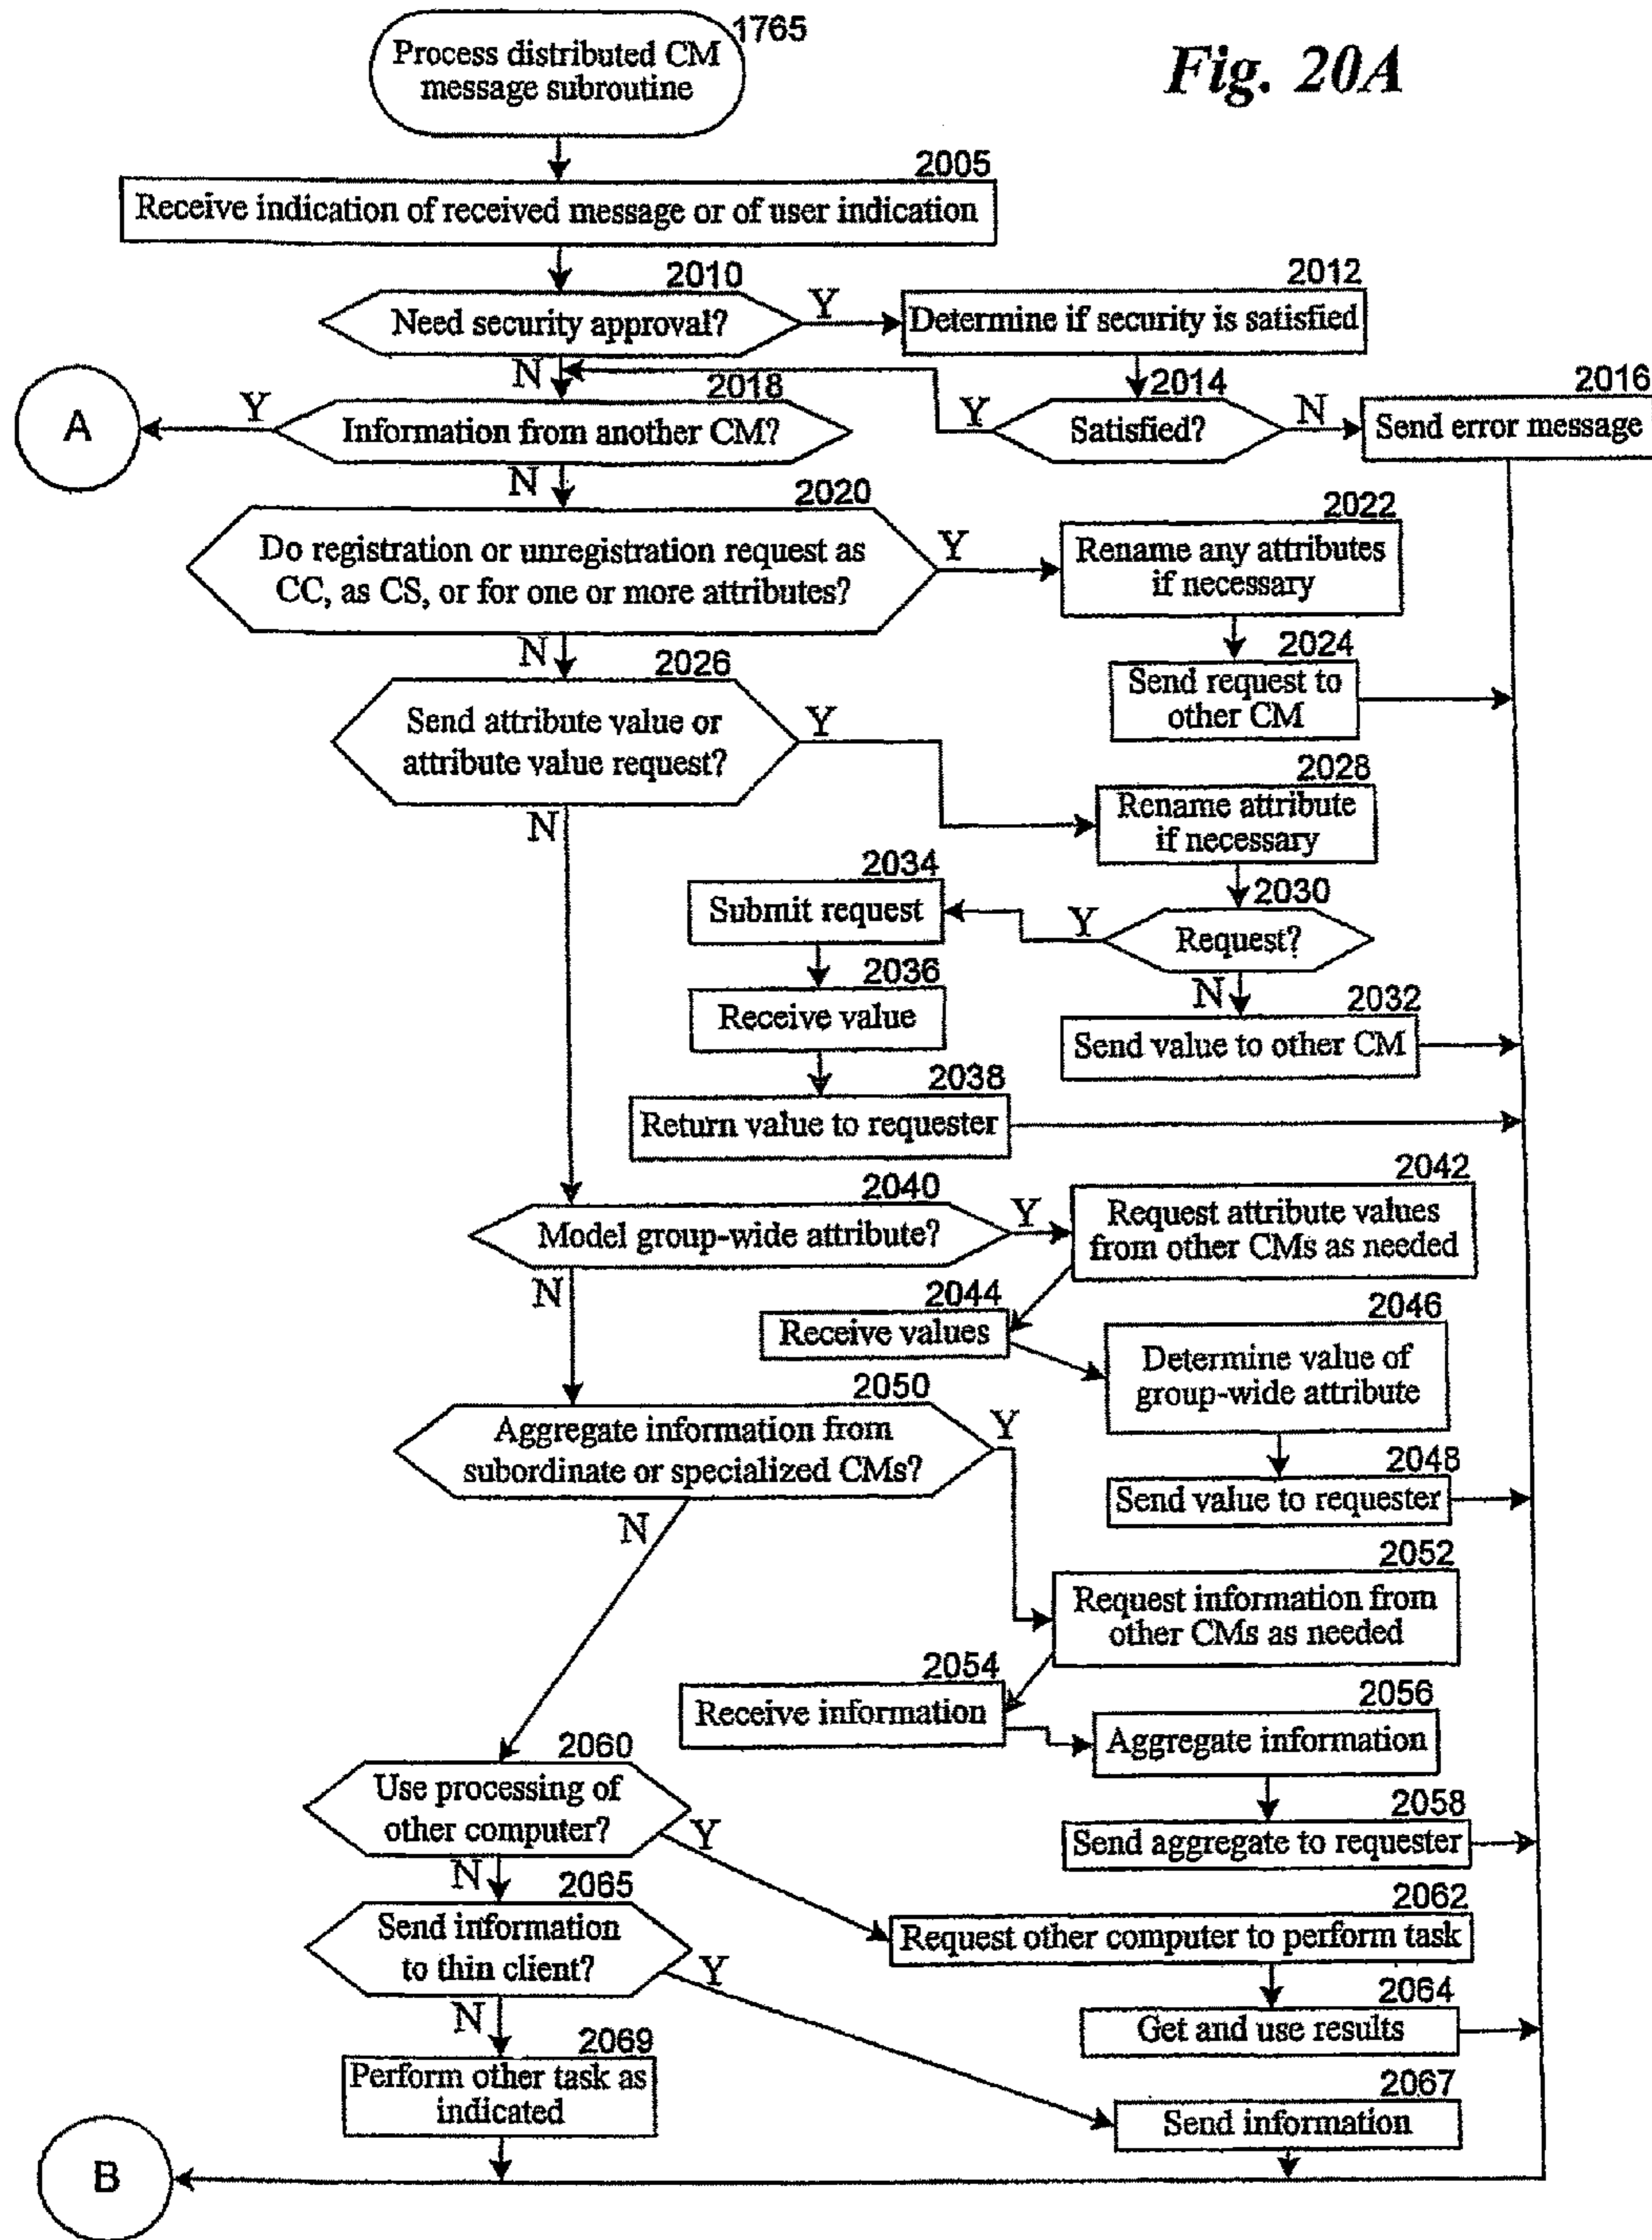 1765
Process distributed CM
message subroutine
Fig. 20A
2005
Receive indication of received message or of user indication
2010
Need security approval?
Y
2012
Determine if security is satisfied
N
2018
Information from another CM?
Y
A
2014
Satisfied?
Y
N
2016
Send error message
N
2020
Do registration or unregistration request as
CC, as CS, or for one or more attributes?
Y
2022
Rename any attributes
if necessary
2024
Send request to
other CM
N
2026
Send attribute value or
attribute value request?
Y
2028
Rename attribute
if necessary
2030
Request?
Y
2034
Submit request
2036
Receive value
2038
Return value to requester
N
2032
Send value to other CM
N
2040
Model group-wide attribute?
Y
2042
Request attribute values
from other CMs as needed
2044
Receive values
2046
Determine value of
group-wide attribute
2048
Send value to requester
N
2050
Aggregate information from
subordinate or specialized CMs?
Y
2052
Request information from
other CMs as needed
2054
Receive information
2056
Aggregate information
2058
Send aggregate to requester
N
2060
Use processing of
other computer?
Y
2062
Request other computer to perform task
2064
Get and use results
N
2065
Send information
to thin client?
Y
2067
Send information
N
2069
Perform other task as
indicated
B